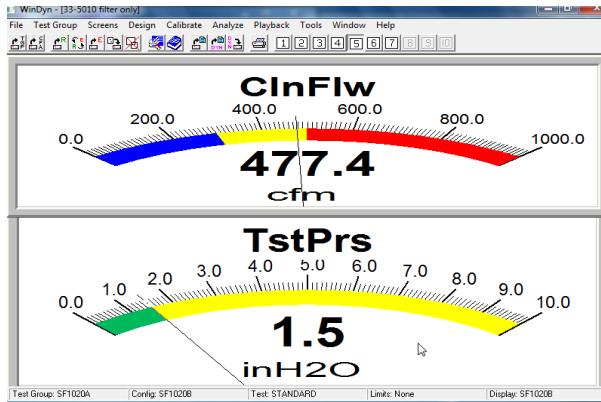 WinDyn - [33-5010 filter only]
File Test Group Screens Design Calibrate Analyze Playback Tools Window Help
1 2 3 4 5 6 7 8 9 10
ClnFlw
0.0 200.0 400.0 600.0 800.0 1000.0
477.4
cfm
TstPrs
0.0 1.0 2.0 3.0 4.0 5.0 6.0 7.0 8.0 9.0 10.0
1.5
inH2O
Test Group: SF1020A Config: SF1020B Test: STANDARD Limits: None Display: SF1020B